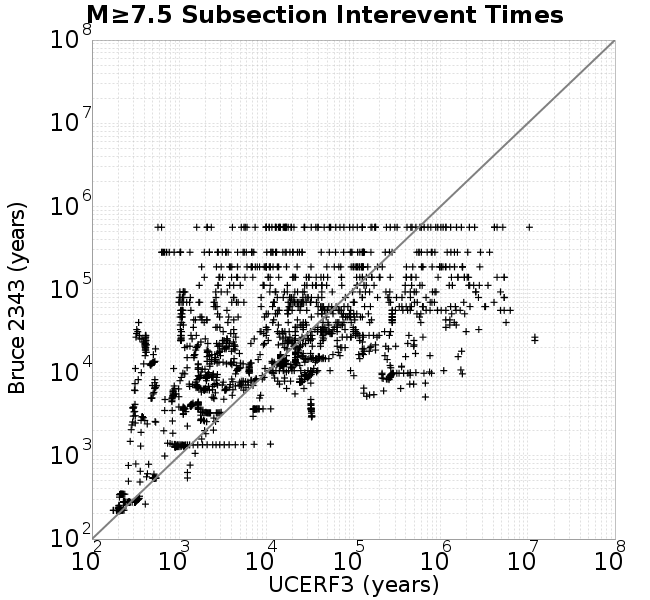 M≥7.5 Subsection Interevent Times
10^8
10^7
10^6
10^5
10^4
10^3
10^2
Bruce 2343 (years)
10^2 10^3 10^4 10^5 10^6 10^7 10^8
UCERF3 (years)